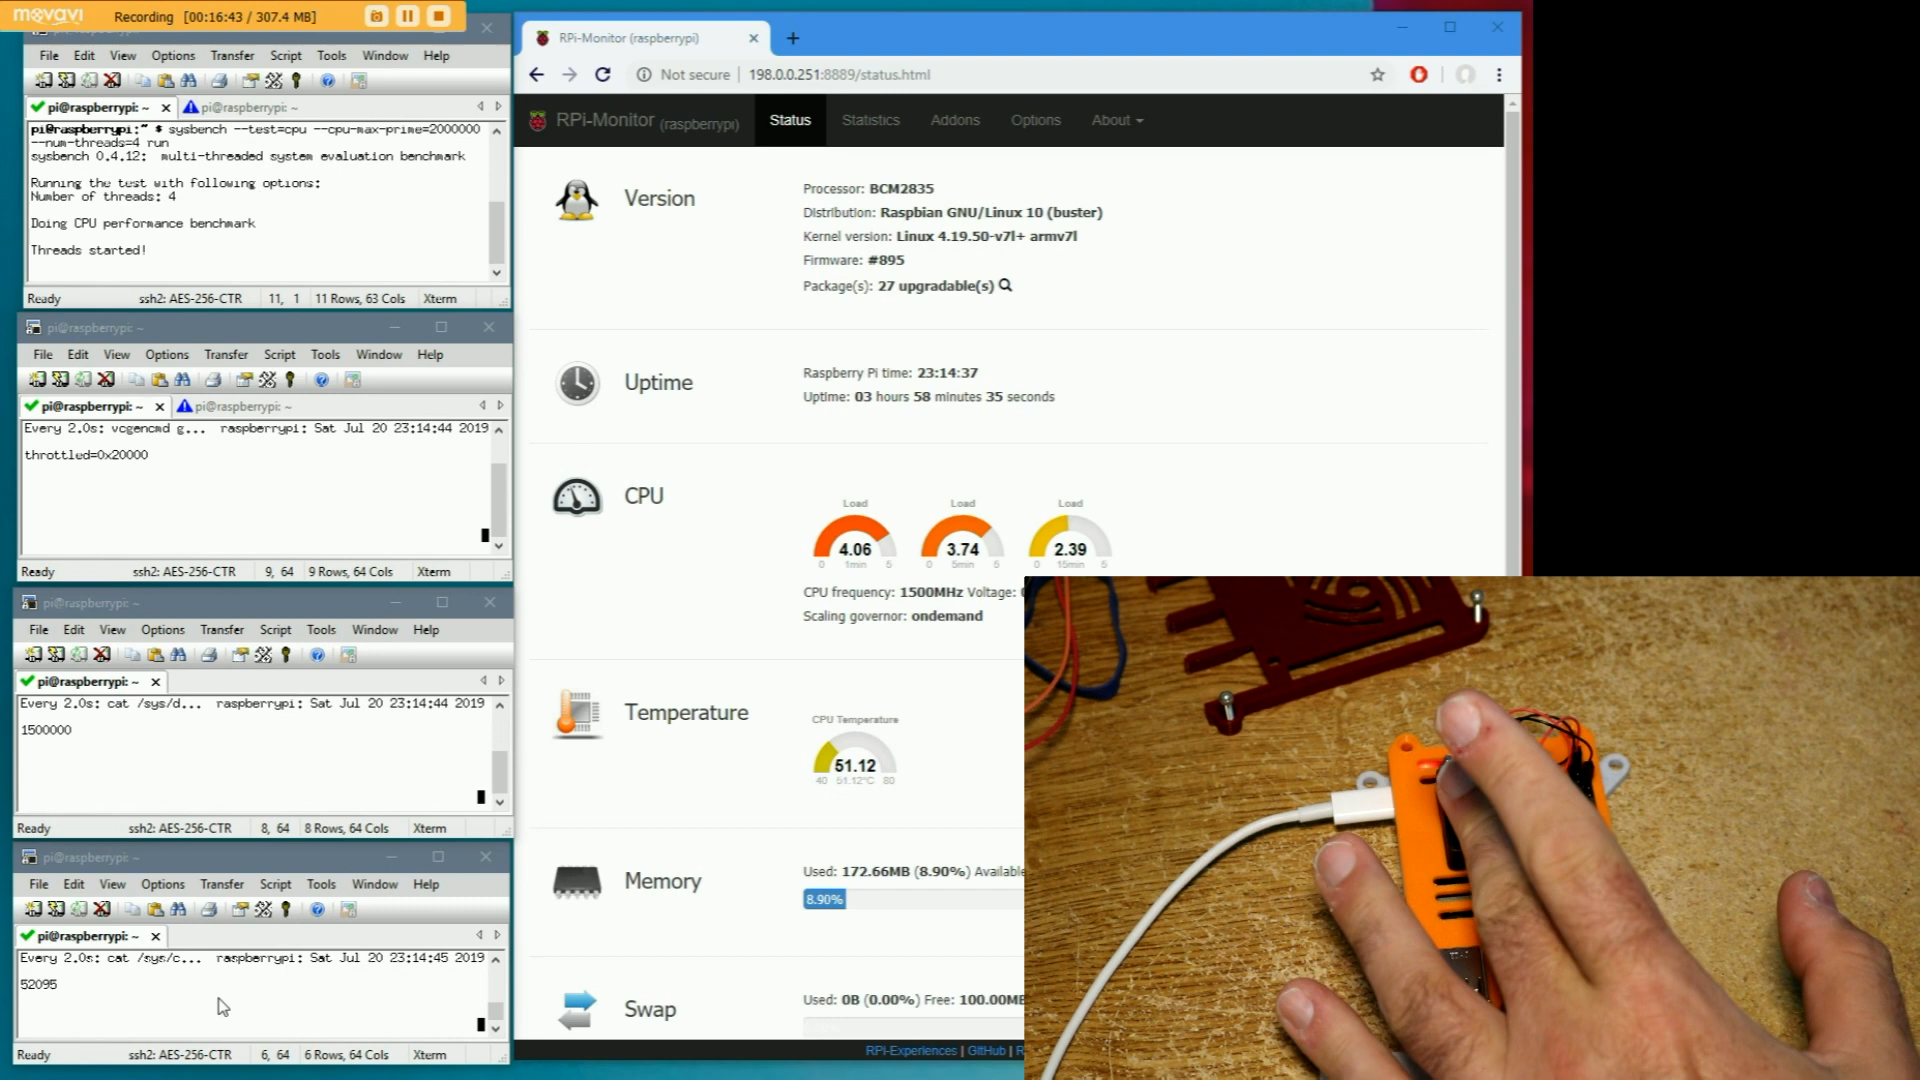 movavi Recording [00:16:43 / 307.4 MB]
File Edit View Options Transfer Script Tools Window Help
pi@raspberrypi: ~ pi@raspberrypi: ~
pi@raspberrypi:~ $ sysbench --test=cpu --cpu-max-prime=2000000
--num-threads=4 run
sysbench 0.4.12: multi-threaded system evaluation benchmark
Running the test with following options:
Number of threads: 4
Doing CPU performance benchmark
Threads started!
Ready ssh2: AES-256-CTR 11, 1 11 Rows, 63 Cols Xterm
pi@raspberrypi: ~
File Edit View Options Transfer Script Tools Window Help
pi@raspberrypi: ~ pi@raspberrypi: ~
Every 2.0s: vcgencmd g... raspberrypi: Sat Jul 20 23:14:44 2019
throttled=0x20000
Ready ssh2: AES-256-CTR 9, 64 9 Rows, 64 Cols Xterm
pi@raspberrypi: ~
File Edit View Options Transfer Script Tools Window Help
pi@raspberrypi: ~
Every 2.0s: cat /sys/d... raspberrypi: Sat Jul 20 23:14:44 2019
1500000
Ready ssh2: AES-256-CTR 8, 64 8 Rows, 64 Cols Xterm
pi@raspberrypi: ~
File Edit View Options Transfer Script Tools Window Help
pi@raspberrypi: ~
Every 2.0s: cat /sys/c... raspberrypi: Sat Jul 20 23:14:45 2019
52095
Ready ssh2: AES-256-CTR 6, 64 6 Rows, 64 Cols Xterm
RPi-Monitor (raspberrypi)
Not secure 198.0.0.251:8889/status.html
RPi-Monitor (raspberrypi) Status Statistics Addons Options About
Version
Processor: BCM2835
Distribution: Raspbian GNU/Linux 10 (buster)
Kernel version: Linux 4.19.50-v7l+ armv7l
Firmware: #895
Package(s): 27 upgradable(s)
Uptime
Raspberry Pi time: 23:14:37
Uptime: 03 hours 58 minutes 35 seconds
CPU
Load Load Load
4.06 3.74 2.39
0 1min 5 0 5min 5 0 15min 5
CPU frequency: 1500MHz Voltage:
Scaling governor: ondemand
Temperature
CPU Temperature
51.12
40 51.12°C 80
Memory
Used: 172.66MB (8.90%) Available
8.90%
Swap
Used: 0B (0.00%) Free: 100.00MB
RPi-Experiences | GitHub | R